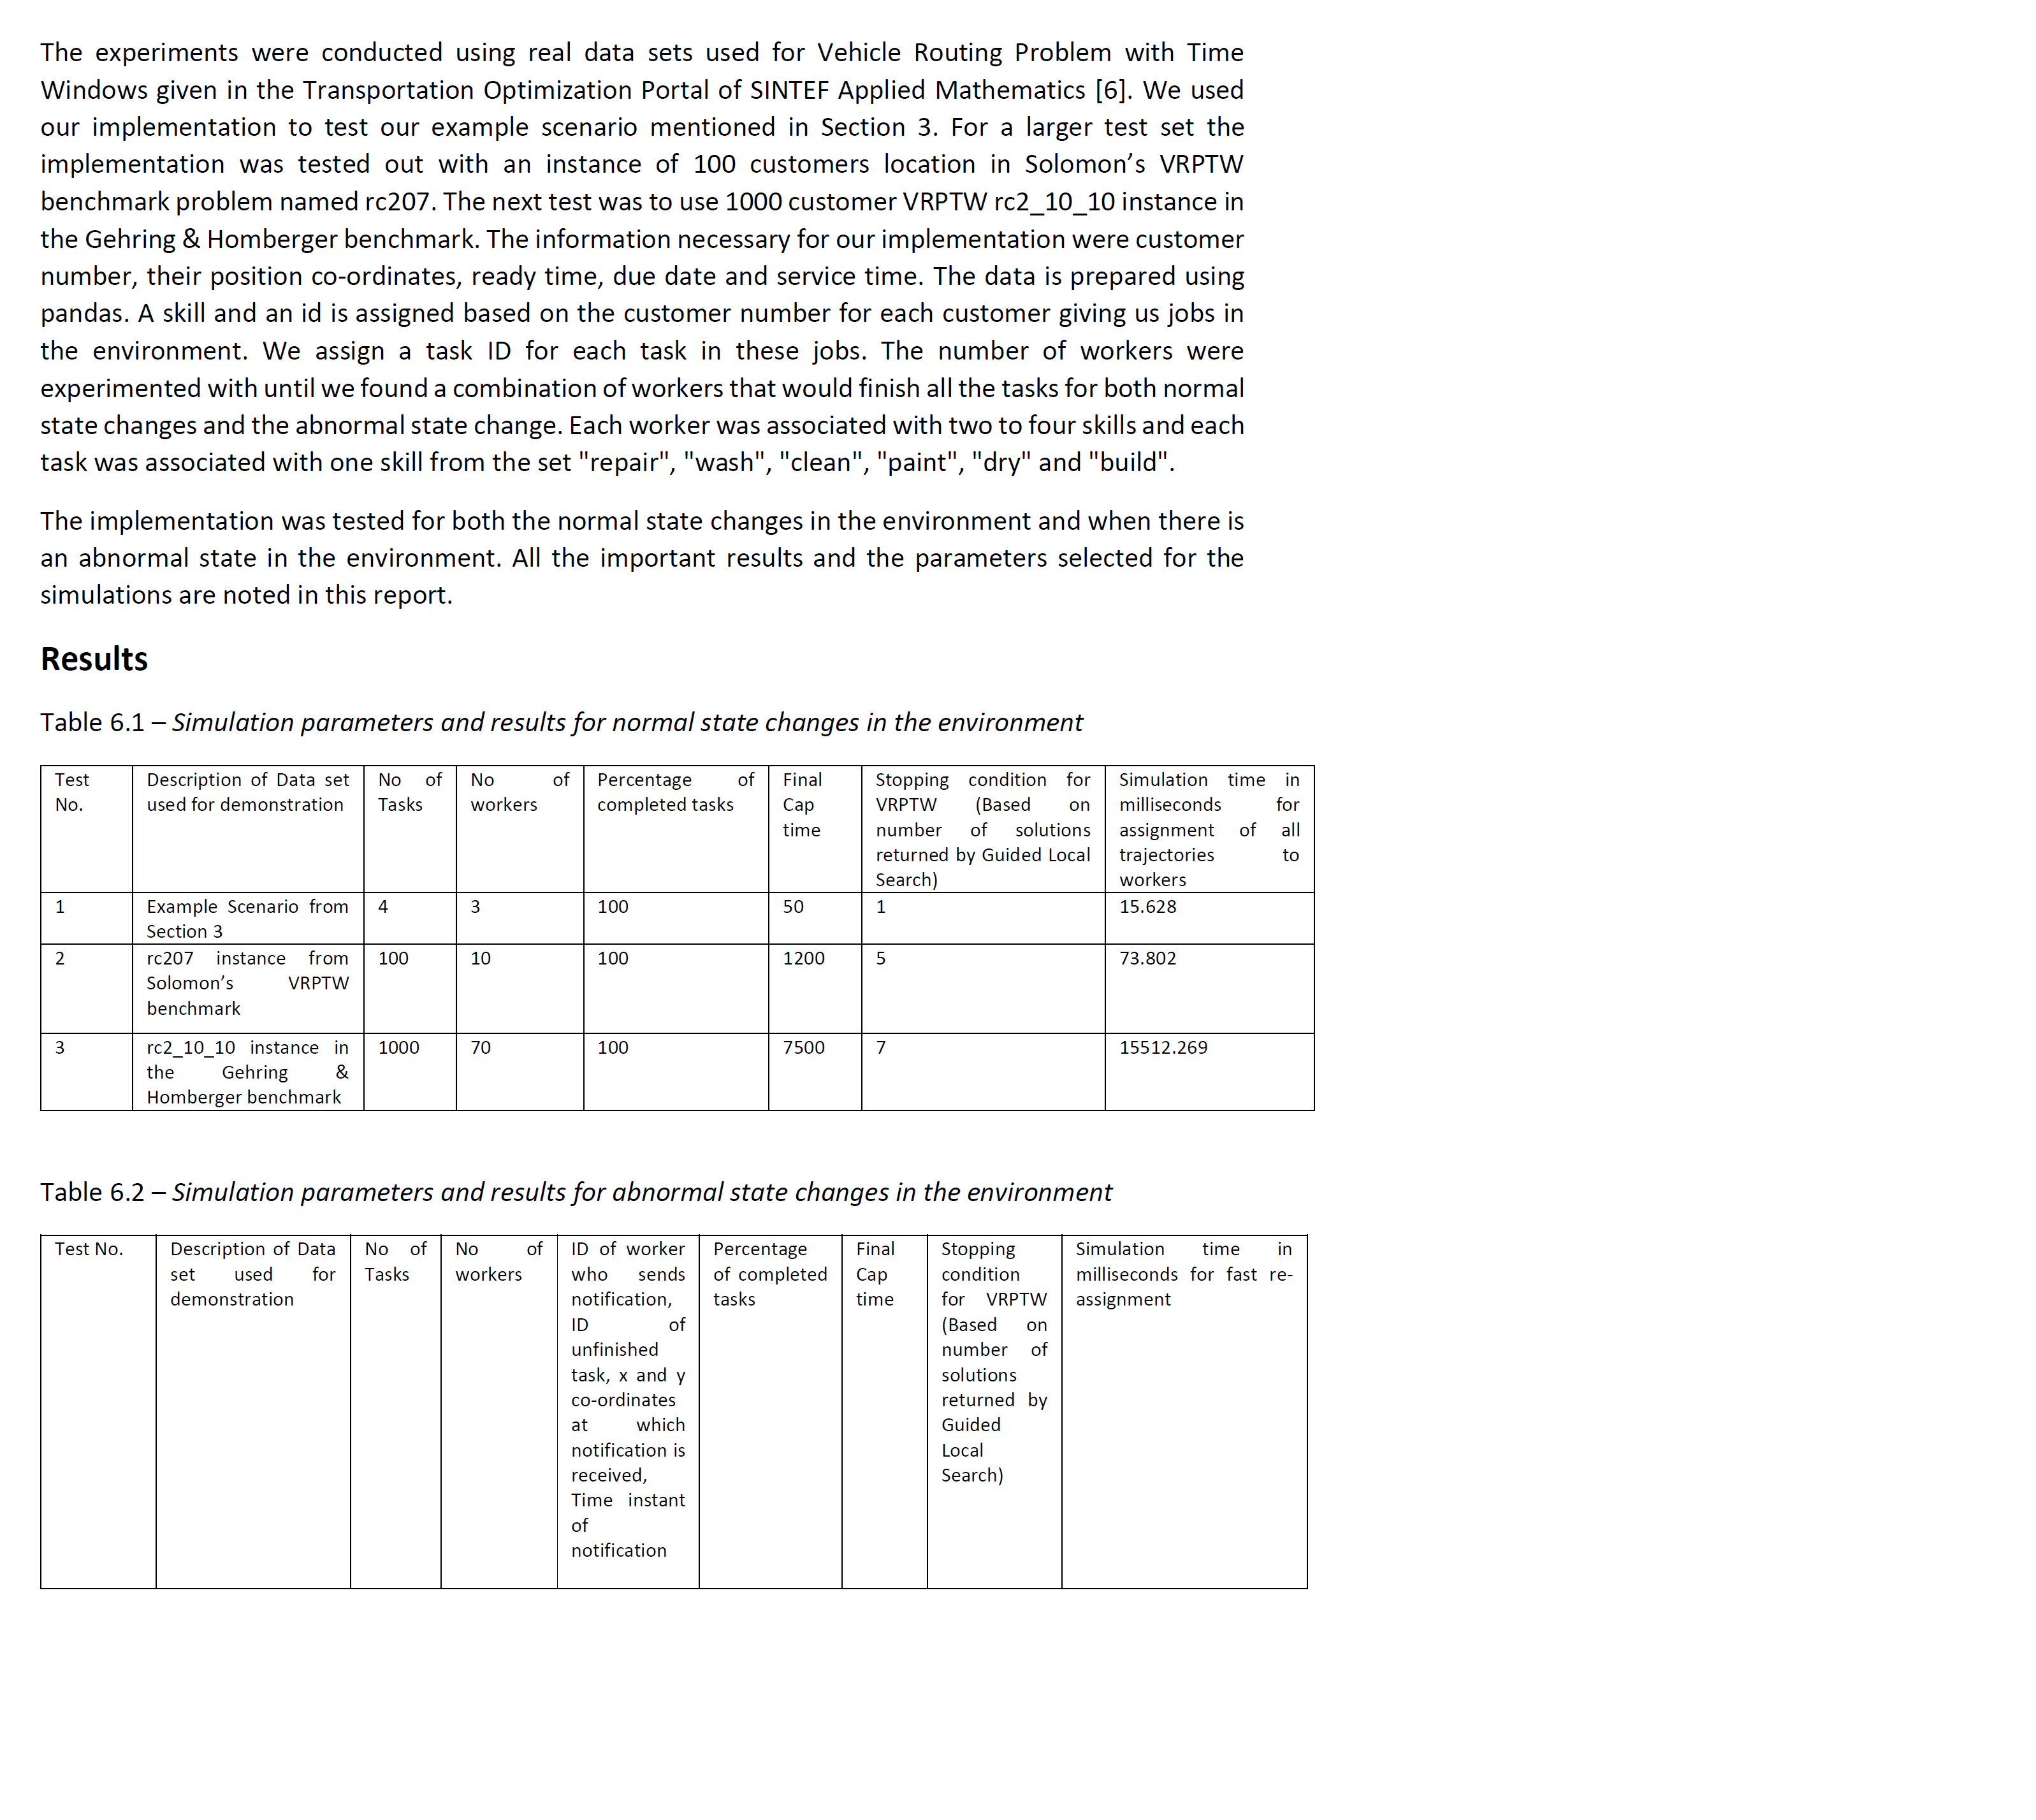 The experiments were conducted using real data sets used for Vehicle Routing Problem with Time
Windows given in the Transportation Optimization Portal of SINTEF Applied Mathematics [6]. We used
our implementation to test our example scenario mentioned in Section 3. For a larger test set the
implementation was tested out with an instance of 100 customers location in Solomon’s VRPTW
benchmark problem named rc207. The next test was to use 1000 customer VRPTW rc2_10_10 instance in
the Gehring & Homberger benchmark. The information necessary for our implementation were customer
number, their position co-ordinates, ready time, due date and service time. The data is prepared using
pandas. A skill and an id is assigned based on the customer number for each customer giving us jobs in
the environment. We assign a task ID for each task in these jobs. The number of workers were
experimented with until we found a combination of workers that would finish all the tasks for both normal
state changes and the abnormal state change. Each worker was associated with two to four skills and each
task was associated with one skill from the set "repair", "wash", "clean", "paint", "dry" and "build".
The implementation was tested for both the normal state changes in the environment and when there is
an abnormal state in the environment. All the important results and the parameters selected for the
simulations are noted in this report.
Results
Table 6.1 – Simulation parameters and results for normal state changes in the environment
Test
No.
Description of Data set
used for demonstration
No of
Tasks
No of
workers
Percentage of
completed tasks
Final
Cap
time
Stopping condition for
VRPTW (Based on
number of solutions
returned by Guided Local
Search)
Simulation time in
milliseconds for
assignment of all
trajectories to
workers
1
Example Scenario from
Section 3
4
3
100
50
1
15.628
2
rc207 instance from
Solomon’s VRPTW
benchmark
100
10
100
1200
5
73.802
3
rc2_10_10 instance in
the Gehring &
Homberger benchmark
1000
70
100
7500
7
15512.269
Table 6.2 – Simulation parameters and results for abnormal state changes in the environment
Test No.
Description of Data
set used for
demonstration
No of
Tasks
No of
workers
ID of worker
who sends
notification,
ID of
unfinished
task, x and y
co-ordinates
at which
notification is
received,
Time instant
of
notification
Percentage
of completed
tasks
Final
Cap
time
Stopping
condition
for VRPTW
(Based on
number of
solutions
returned by
Guided
Local
Search)
Simulation time in
milliseconds for fast re-
assignment